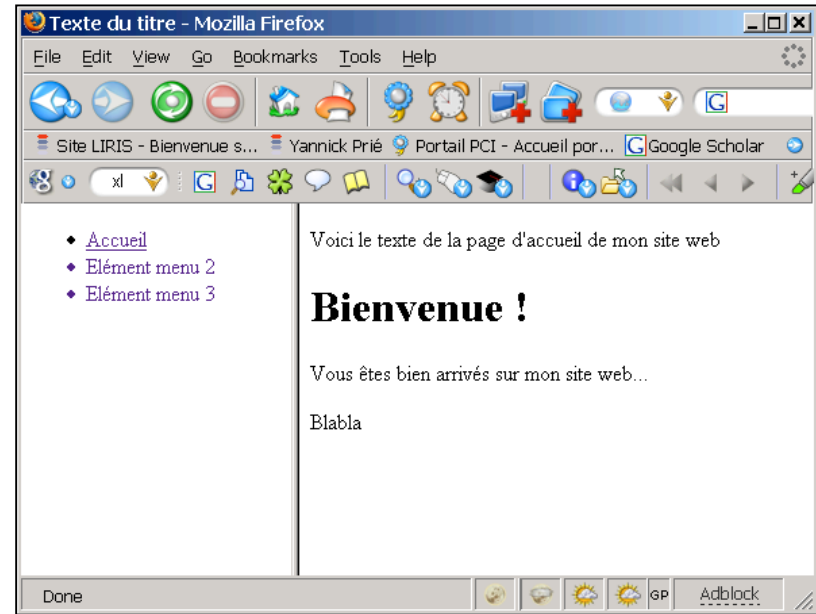 Texte du titre - Mozilla Firefox
File Edit View Go Bookmarks Tools Help
G
Site LIRIS - Bienvenue s... Yannick Prié Portail PCI - Accueil por... G Google Scholar
xl G
Accueil
Elément menu 2
Elément menu 3
Voici le texte de la page d'accueil de mon site web
Bienvenue !
Vous êtes bien arrivés sur mon site web...
Blabla
Done GP Adblock